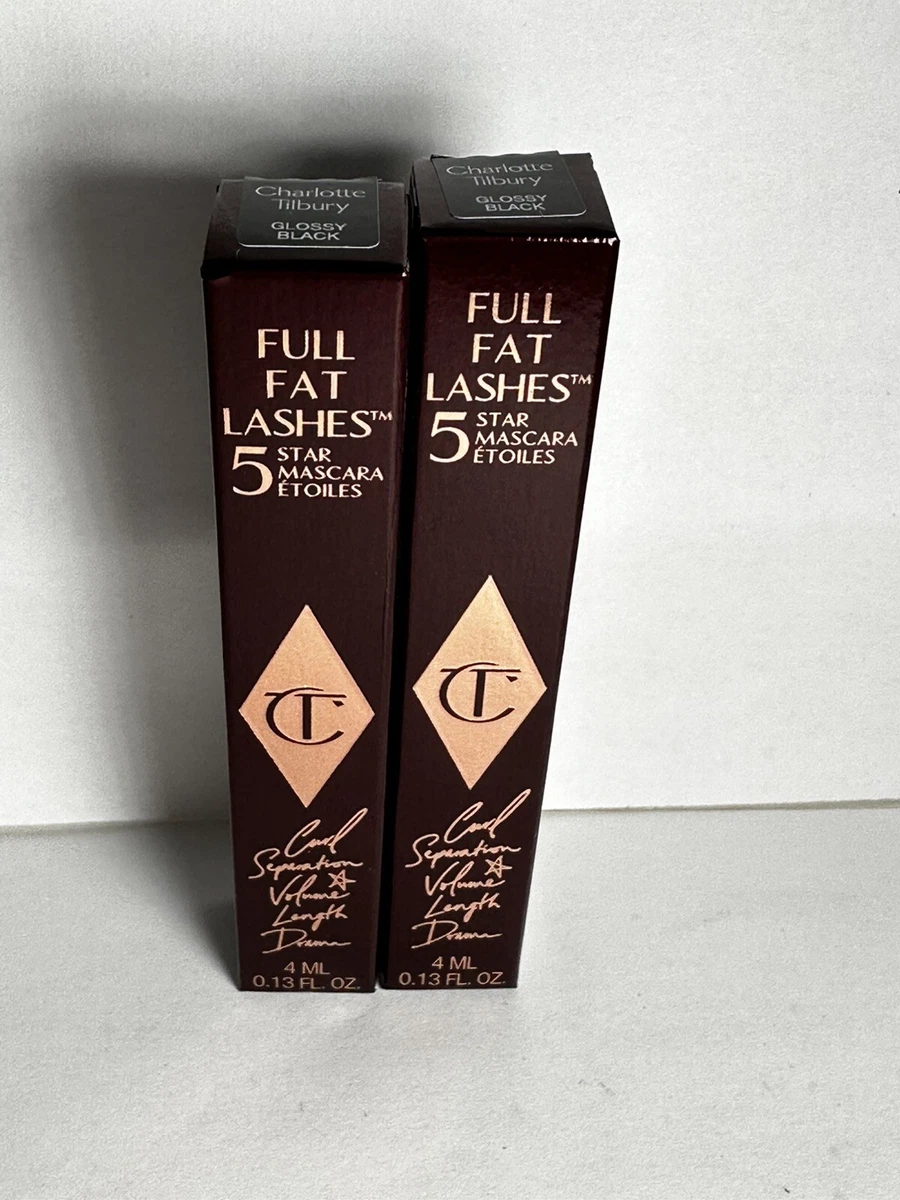 Charlotte
Tilbury
GLOSSY
BLACK
FULL
FAT
LASHES™
5 STAR
MASCARA
ÉTOILES
CT
Curl
Separation
Volume
Length
Drama
4 ML
0.13 FL. OZ.
Charlotte
Tilbury
GLOSSY
BLACK
FULL
FAT
LASHES™
5 STAR
MASCARA
ÉTOILES
CT
Curl
Separation
Volume
Length
Drama
4 ML
0.13 FL. OZ.